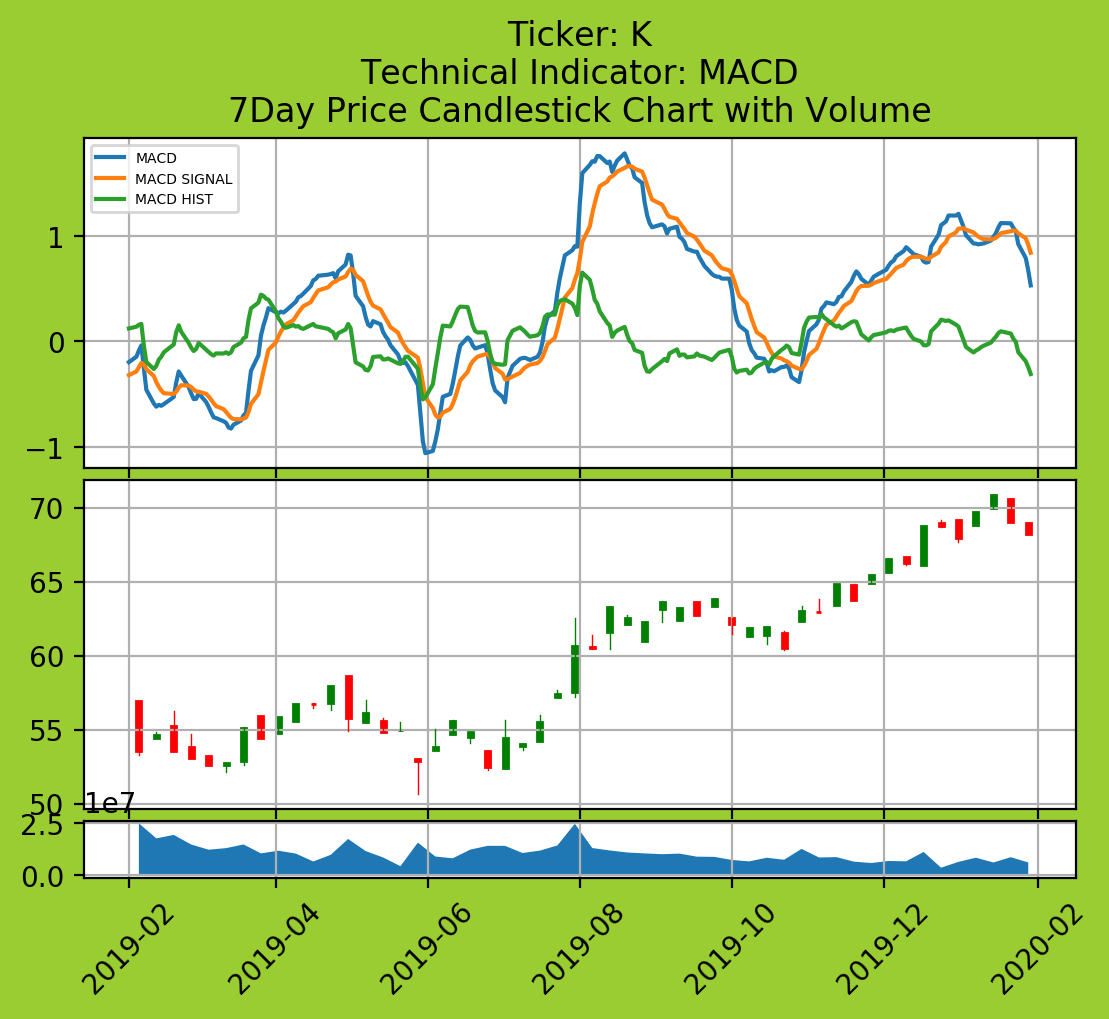 Ticker: K
Technical Indicator: MACD
7Day Price Candlestick Chart with Volume
MACD
MACD SIGNAL
MACD HIST
1
0
−1
70
65
60
55
50
1e7
2.5
0.0
2019-02
2019-04
2019-06
2019-08
2019-10
2019-12
2020-02